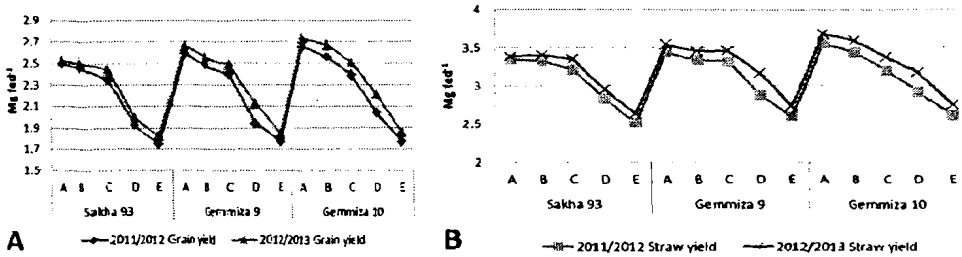 A
2.9
2.7
2.5
2.3
2.1
1.9
1.7
1.5
Mg fed⁻¹
A B C D E A B C D E A B C D E
Sakha 93 Gemmiza 9 Gemmiza 10
2011/2012 Grain yield 2012/2013 Grain yield
A
B
4
3.5
3
2.5
2
Mg fed⁻¹
A B C D E A B C D E A B C D E
Sakha 93 Gemmiza 9 Gemmiza 10
2011/2012 Straw yield 2012/2013 Straw yield
B